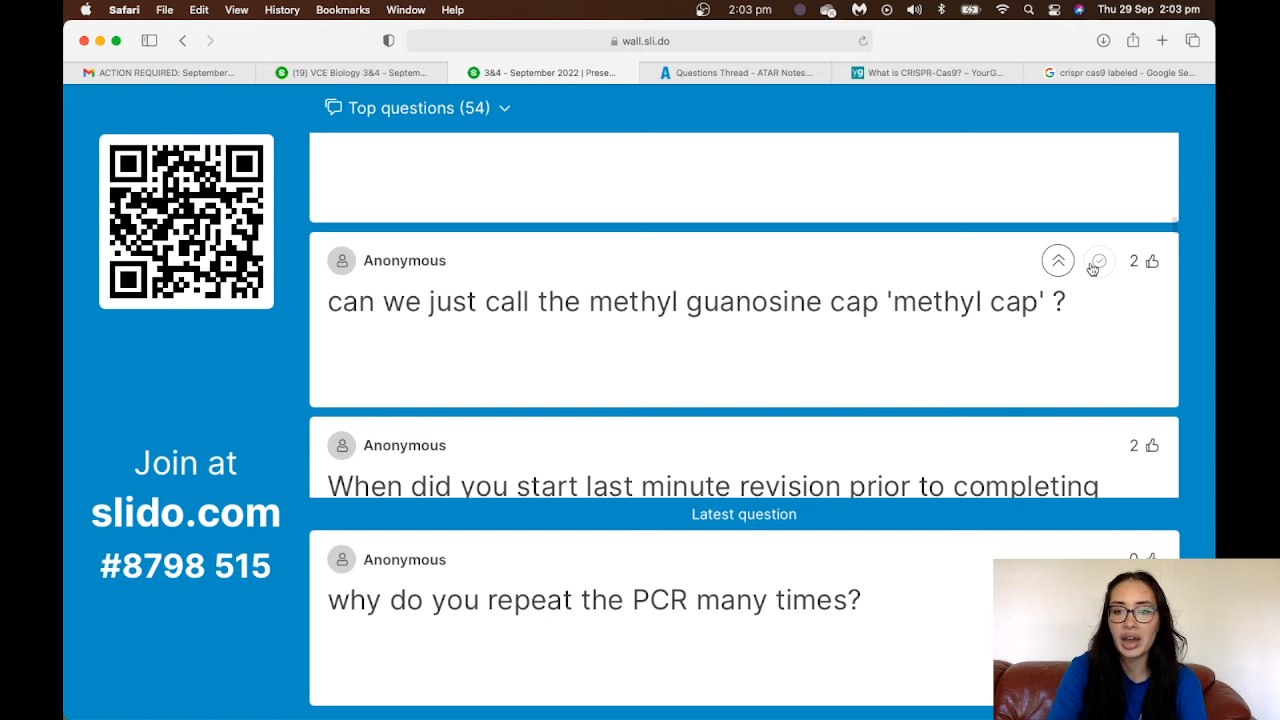 Safari File Edit View History Bookmarks Window Help 2:03 pm Thu 29 Sep 2:03 pm
wall.sli.do
ACTION REQUIRED: September... (19) VCE Biology 3&4 - Septem... 3&4 - September 2022 | Prese... Questions Thread - ATAR Notes... What is CRISPR-Cas9? – YourG... crispr cas9 labeled - Google Se...
Top questions (54)
Anonymous
2
can we just call the methyl guanosine cap 'methyl cap' ?
Anonymous
2
When did you start last minute revision prior to completing
Latest question
Anonymous
why do you repeat the PCR many times?
Join at
slido.com
#8798 515